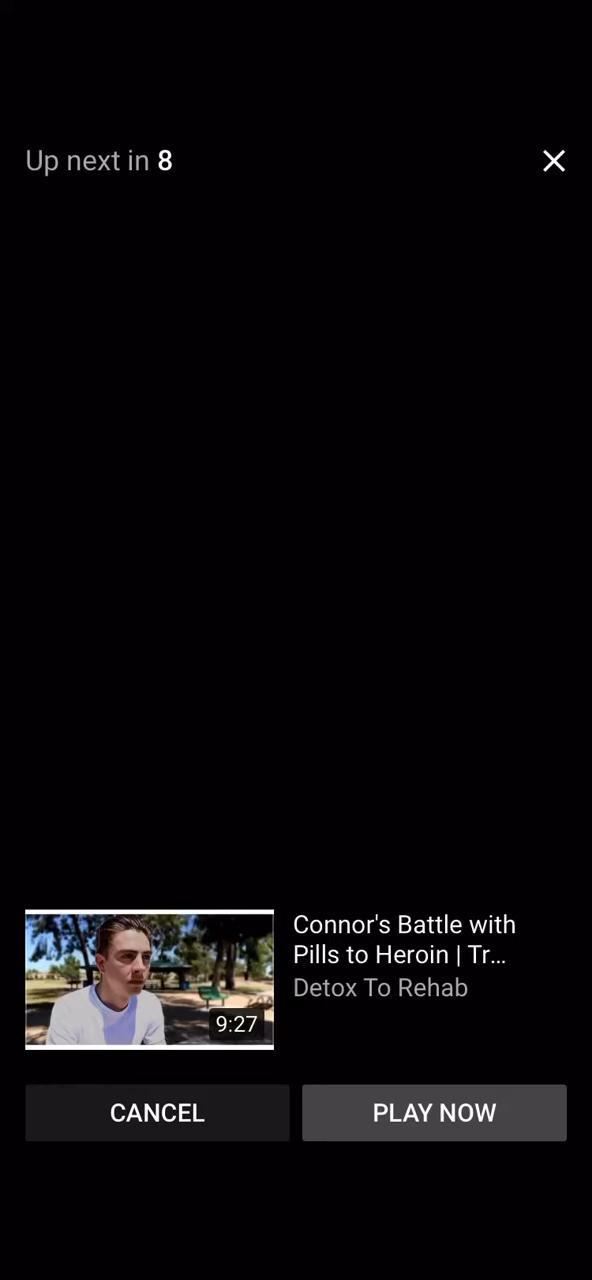 Up next in 8
Connor's Battle with
Pills to Heroin | Tr...
Detox To Rehab
9:27
CANCEL
PLAY NOW